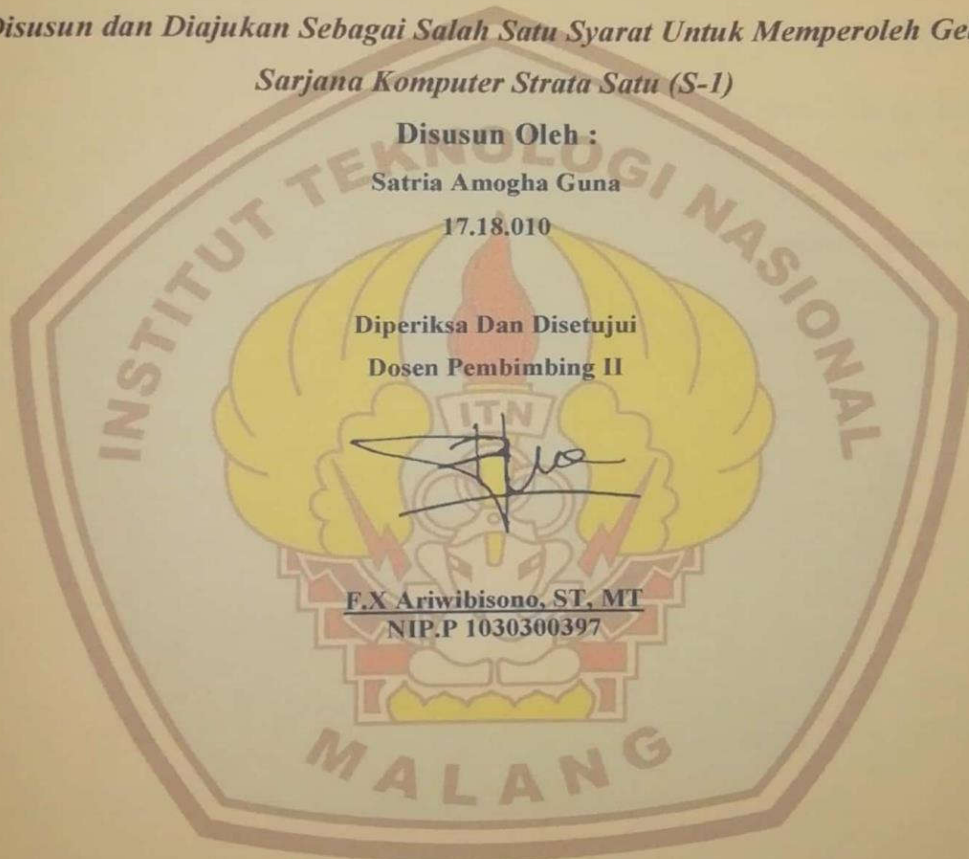 Disusun dan Diajukan Sebagai Salah Satu Syarat Untuk Memperoleh
Sarjana Komputer Strata Satu (S-1)
Disusun Oleh :
Satria Amogha Guna
17.18.010
Diperiksa Dan Disetujui
Dosen Pembimbing II
F.X Ariwibisono, ST, MT
NIP.P 1030300397
INSTITUT TEKNOLOGI NASIONAL
ITN
MALANG